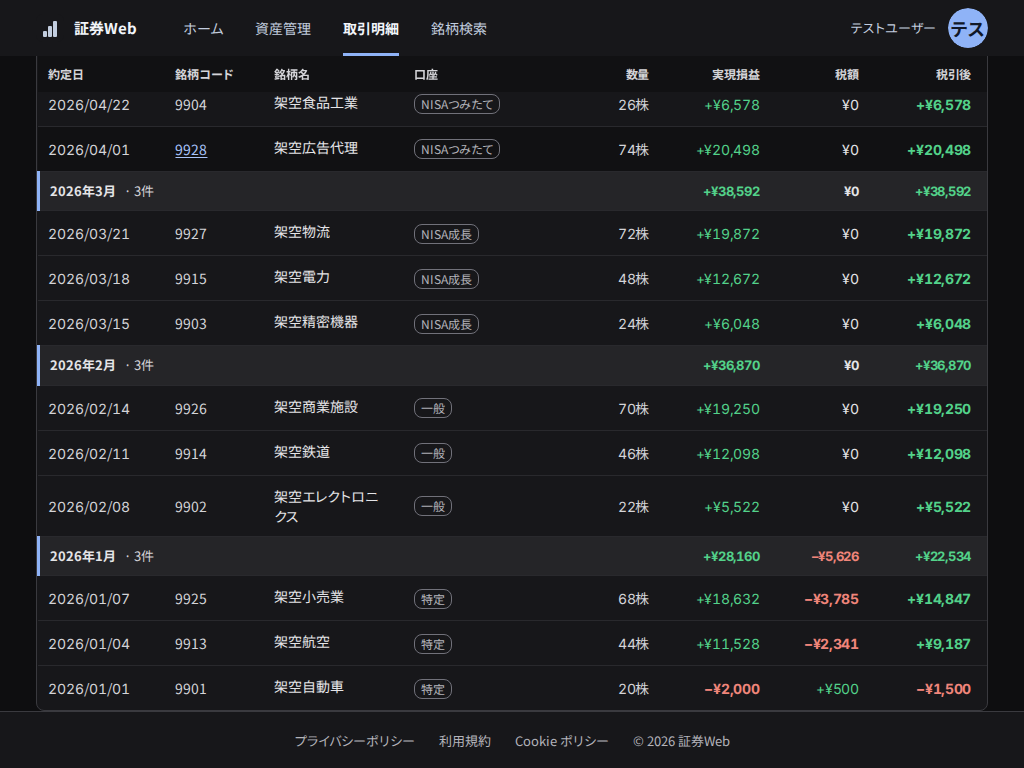 証券Web ホーム 資産管理 取引明細 銘柄検索 テストユーザー テス
約定日 銘柄コード 銘柄名 口座 数量 実現損益 税額 税引後
2026/04/22 9904 架空食品工業 NISAつみたて 26株 +¥6,578 ¥0 +¥6,578
2026/04/01 9928 架空広告代理 NISAつみたて 74株 +¥20,498 ¥0 +¥20,498
2026年3月 · 3件 +¥38,592 ¥0 +¥38,592
2026/03/21 9927 架空物流 NISA成長 72株 +¥19,872 ¥0 +¥19,872
2026/03/18 9915 架空電力 NISA成長 48株 +¥12,672 ¥0 +¥12,672
2026/03/15 9903 架空精密機器 NISA成長 24株 +¥6,048 ¥0 +¥6,048
2026年2月 · 3件 +¥36,870 ¥0 +¥36,870
2026/02/14 9926 架空商業施設 一般 70株 +¥19,250 ¥0 +¥19,250
2026/02/11 9914 架空鉄道 一般 46株 +¥12,098 ¥0 +¥12,098
2026/02/08 9902 架空エレクトロニ
クス 一般 22株 +¥5,522 ¥0 +¥5,522
2026年1月 · 3件 +¥28,160 −¥5,626 +¥22,534
2026/01/07 9925 架空小売業 特定 68株 +¥18,632 −¥3,785 +¥14,847
2026/01/04 9913 架空航空 特定 44株 +¥11,528 −¥2,341 +¥9,187
2026/01/01 9901 架空自動車 特定 20株 −¥2,000 +¥500 −¥1,500
プライバシーポリシー 利用規約 Cookie ポリシー © 2026 証券Web